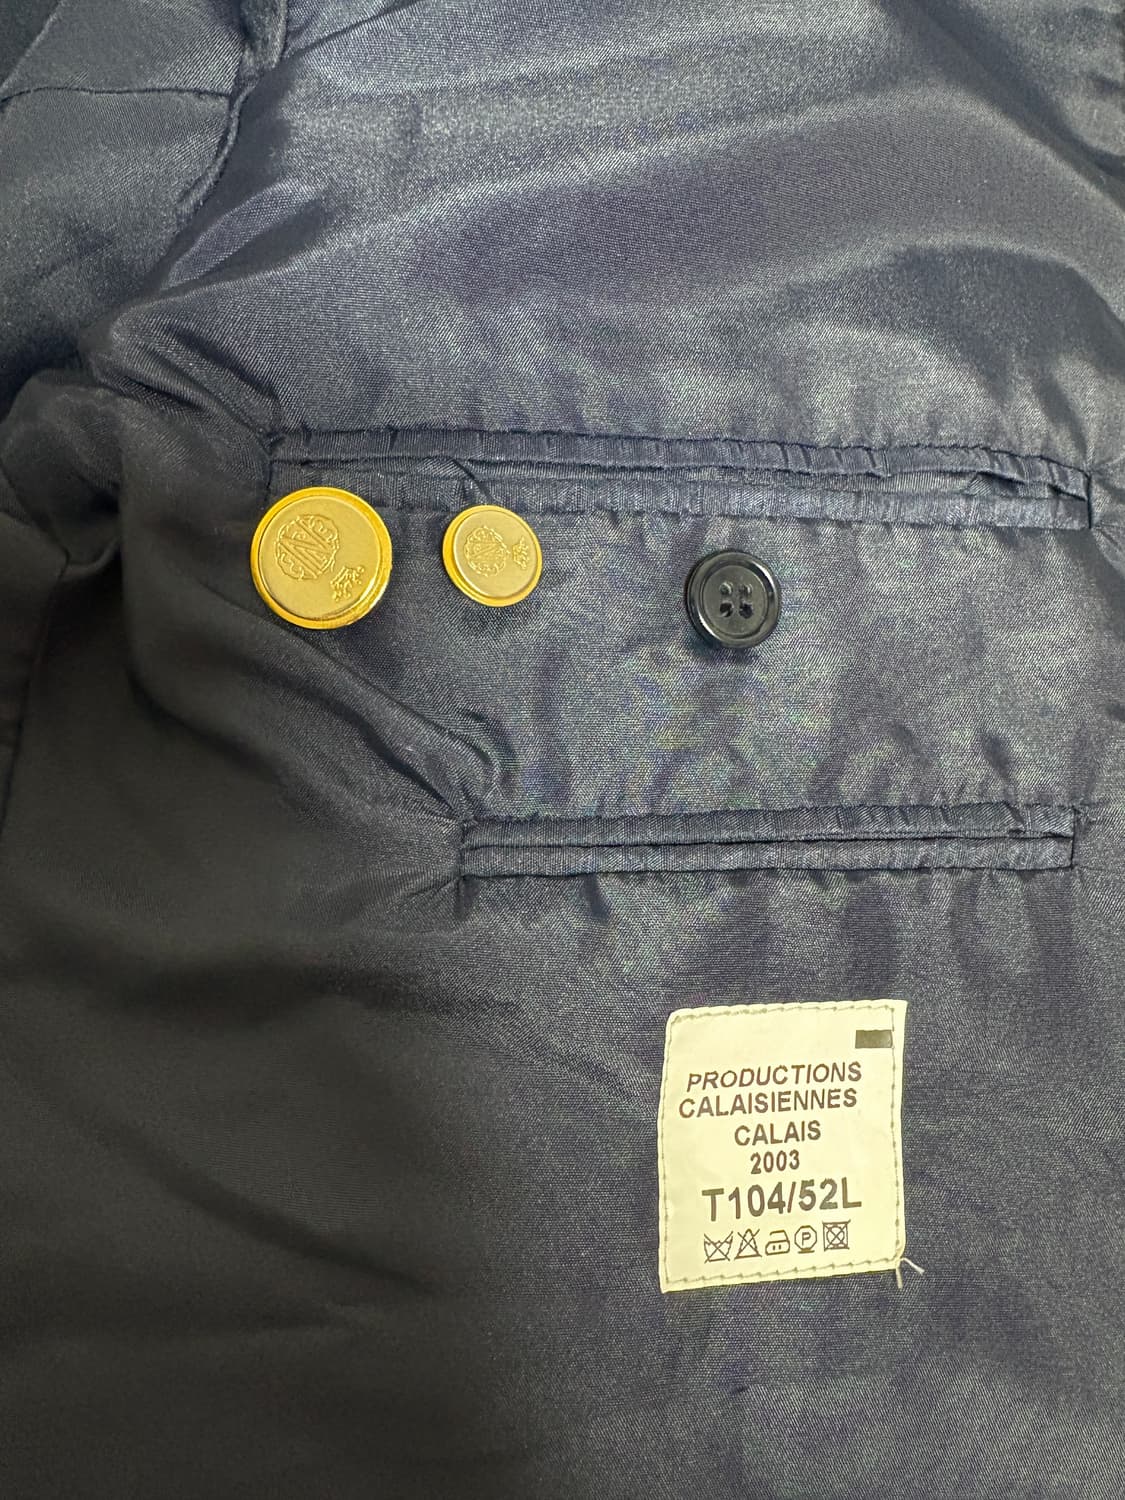 PRODUCTIONS
CALAISIENNES
CALAIS
2003
T104/52L
P